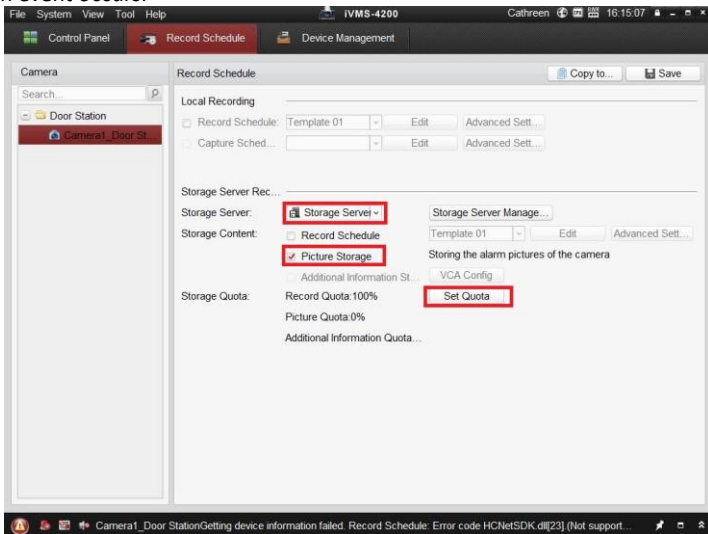 File System View Tool Help iVMS-4200 Cathreen 16:15:07
Control Panel Record Schedule Device Management
Camera
Search...
Door Station
Camera1_Door St...
Record Schedule Copy to... Save
Local Recording
Record Schedule: Template 01 Edit Advanced Sett...
Capture Sched... Edit Advanced Sett...
Storage Server Rec...
Storage Server: Storage Server Storage Server Manage...
Storage Content: Record Schedule Template 01 Edit Advanced Sett...
Picture Storage Storing the alarm pictures of the camera
Additional Information St... VCA Config
Storage Quota: Record Quota:100% Set Quota
Picture Quota:0%
Additional Information Quota...
Camera1_Door StationGetting device information failed. Record Schedule: Error code HCNetSDK.dll[23].(Not support...